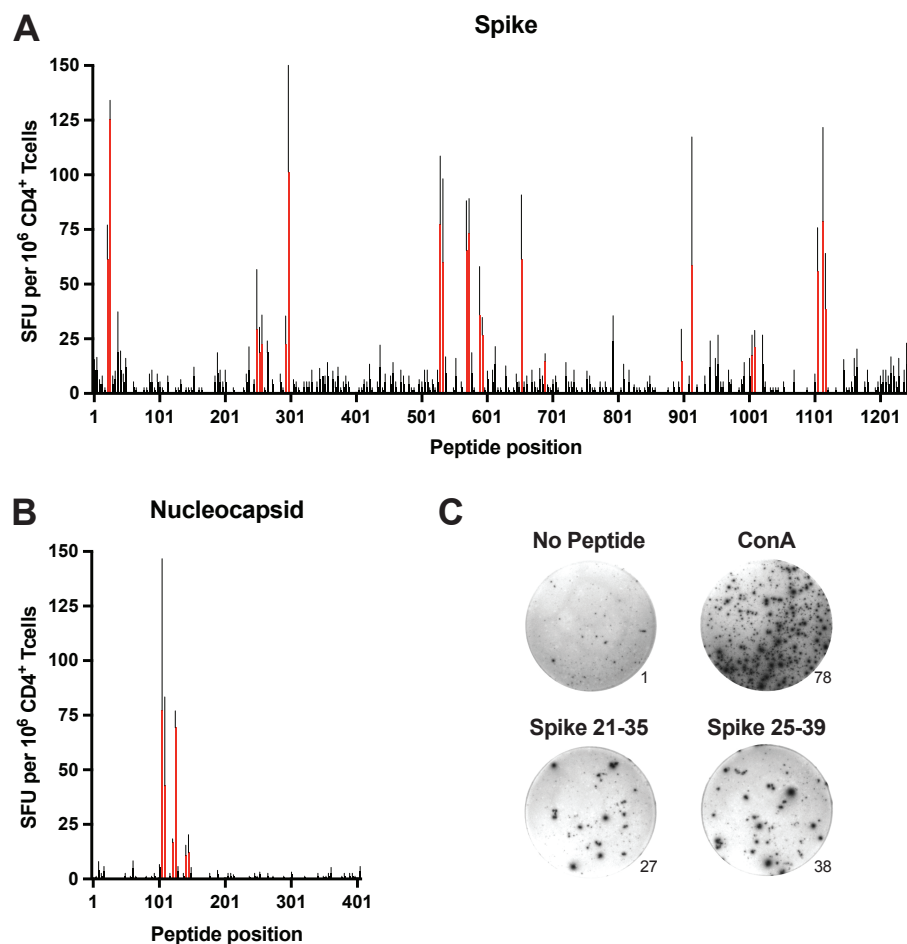 A
Spike
SFU per 10⁶ CD4⁺ Tcells
150
125
100
75
50
25
0
1 101 201 301 401 501 601 701 801 901 1001 1101 1201
Peptide position
B
Nucleocapsid
SFU per 10⁶ CD4⁺ Tcells
150
125
100
75
50
25
0
1 101 201 301 401
Peptide position
C
No Peptide ConA
1 78
Spike 21-35 Spike 25-39
27 38